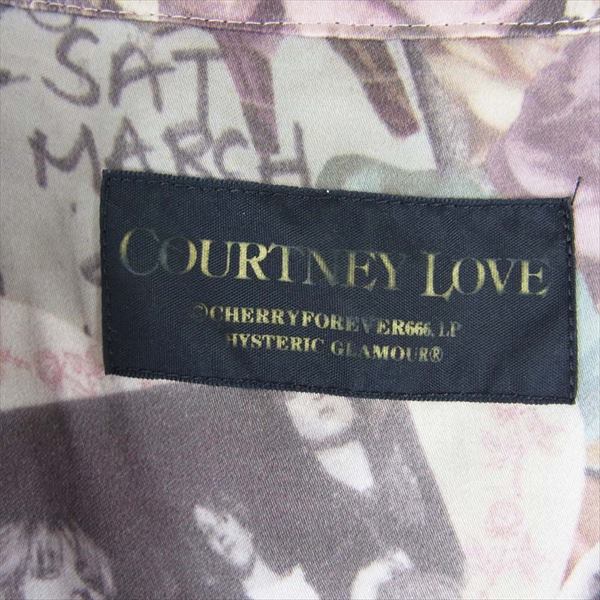 SAT
MARCH
COURTNEY LOVE
©CHERRYFOREVER666, LP
HYSTERIC GLAMOUR®